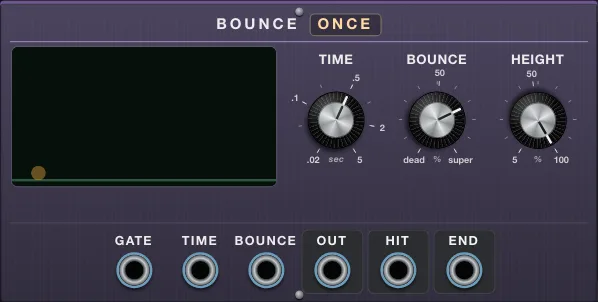 BOUNCE ONCE
TIME BOUNCE HEIGHT
.5 50 50
.1 2
.02 sec 5 dead % super 5 % 100
GATE TIME BOUNCE OUT HIT END